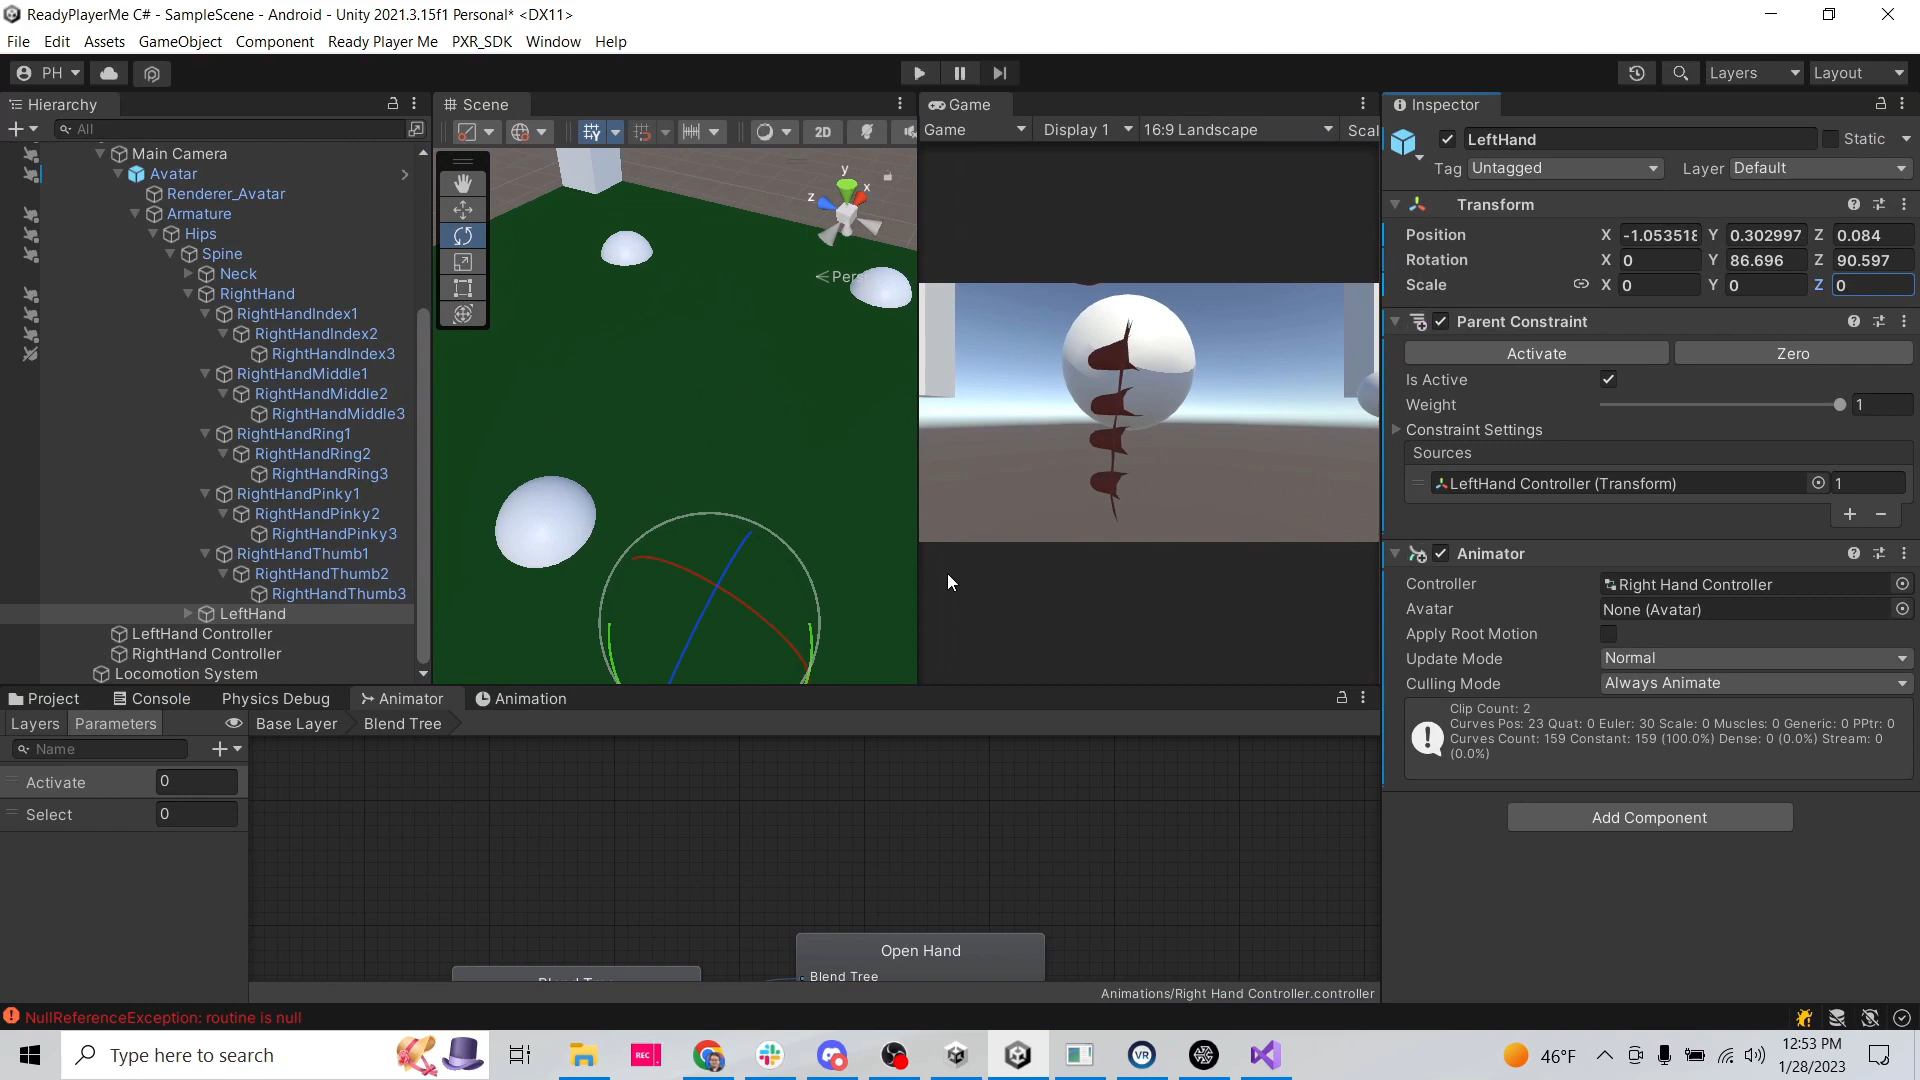 ReadyPlayerMe C# - SampleScene - Android - Unity 2021.3.15f1 Personal* <DX11>
File Edit Assets GameObject Component Ready Player Me PXR_SDK Window Help
PH
Layers
Layout
Hierarchy
All
Main Camera
Avatar
Renderer_Avatar
Armature
Hips
Spine
Neck
RightHand
RightHandIndex1
RightHandIndex2
RightHandIndex3
RightHandMiddle1
RightHandMiddle2
RightHandMiddle3
RightHandRing1
RightHandRing2
RightHandRing3
RightHandPinky1
RightHandPinky2
RightHandPinky3
RightHandThumb1
RightHandThumb2
RightHandThumb3
LeftHand
LeftHand Controller
RightHand Controller
Locomotion System
Scene
2D
y
x
z
Pers
Game
Game Display 1 16:9 Landscape Scal
Inspector
LeftHand Static
Tag Untagged Layer Default
Transform
Position X -1.053518 Y 0.302997 Z 0.084
Rotation X 0 Y 86.696 Z 90.597
Scale X 0 Y 0 Z 0
Parent Constraint
Activate Zero
Is Active
Weight 1
Constraint Settings
Sources
LeftHand Controller (Transform) 1
Animator
Controller Right Hand Controller
Avatar None (Avatar)
Apply Root Motion
Update Mode Normal
Culling Mode Always Animate
Clip Count: 2
Curves Pos: 23 Quat: 0 Euler: 30 Scale: 0 Muscles: 0 Generic: 0 PPtr: 0
Curves Count: 159 Constant: 159 (100.0%) Dense: 0 (0.0%) Stream: 0
(0.0%)
Add Component
Project Console Physics Debug Animator Animation
Layers Parameters Base Layer Blend Tree
Name
Activate 0
Select 0
Open Hand
Blend Tree
Blend Tree
Animations/Right Hand Controller.controller
NullReferenceException: routine is null
Type here to search
REC
VR
46°F
12:53 PM
1/28/2023